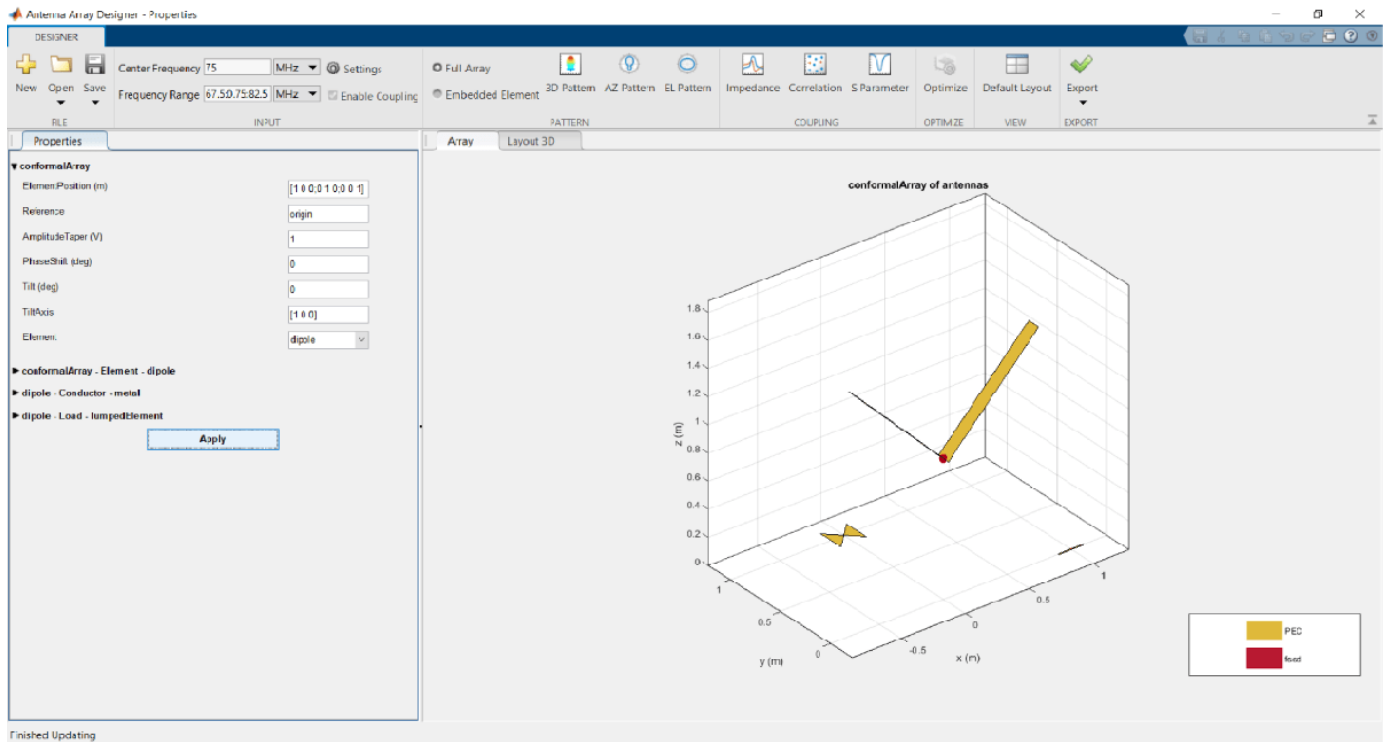 Antenna Array Designer - Properties
DESIGNER
New Open Save
FILE
Center Frequency 75 MHz Settings
Frequency Range 67.5:0.75:82.5 MHz Enable Coupling
INPUT
Full Array
Embedded Element
3D Pattern AZ Pattern EL Pattern
PATTERN
Impedance Correlation S Parameter
COUPLING
Optimize
OPTIMIZE
Default Layout
VIEW
Export
EXPORT
Properties
conformalArray
ElementPosition (m) [1 0 0;0 1 0;0 0 1]
Reference origin
AmplitudeTaper (V) 1
PhaseShift (deg) 0
Tilt (deg) 0
TiltAxis [1 0 0]
Element dipole
conformalArray - Element - dipole
dipole - Conductor - metal
dipole - Load - lumpedElement
Apply
Array Layout 3D
conformalArray of antennas
1.8
1.6
1.4
1.2
1
0.8
0.6
0.4
0.2
0
z (m)
1
0.5
0
y (m)
-0.5
0
0.5
1
x (m)
PEC
feed
Finished Updating